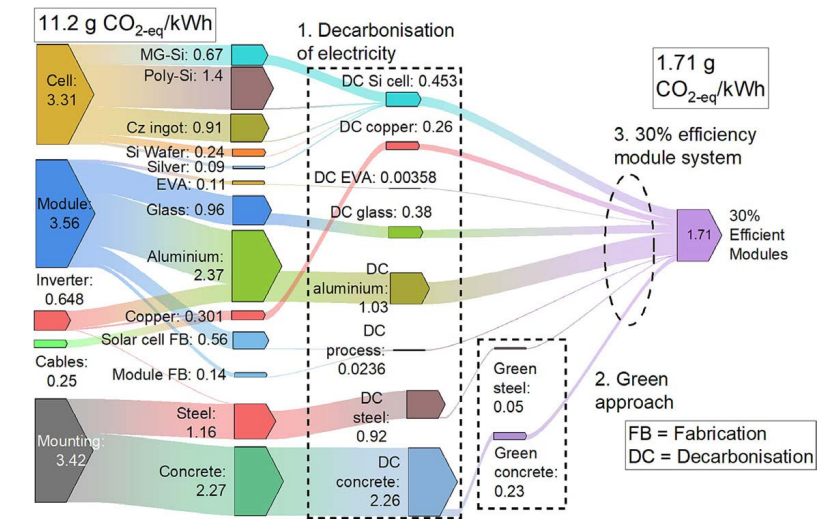 11.2 g CO2-eq/kWh
1. Decarbonisation
of electricity
1.71 g
CO2-eq/kWh
3. 30% efficiency
module system
Cell:
3.31
MG-Si: 0.67
Poly-Si: 1.4
Cz ingot: 0.91
Si Wafer: 0.24
Silver: 0.09
EVA: 0.11
Module:
3.56
Glass: 0.96
Aluminium:
2.37
Inverter:
0.648
Copper: 0.301
Solar cell FB: 0.56
Cables:
0.25
Module FB: 0.14
Mounting:
3.42
Steel:
1.16
Concrete:
2.27
DC Si cell: 0.453
DC copper: 0.26
DC EVA: 0.00358
DC glass: 0.38
DC
aluminium:
1.03
DC
process:
0.0236
DC
steel:
0.92
DC
concrete:
2.26
Green
steel:
0.05
Green
concrete:
0.23
2. Green
approach
1.71
30%
Efficient
Modules
FB = Fabrication
DC = Decarbonisation